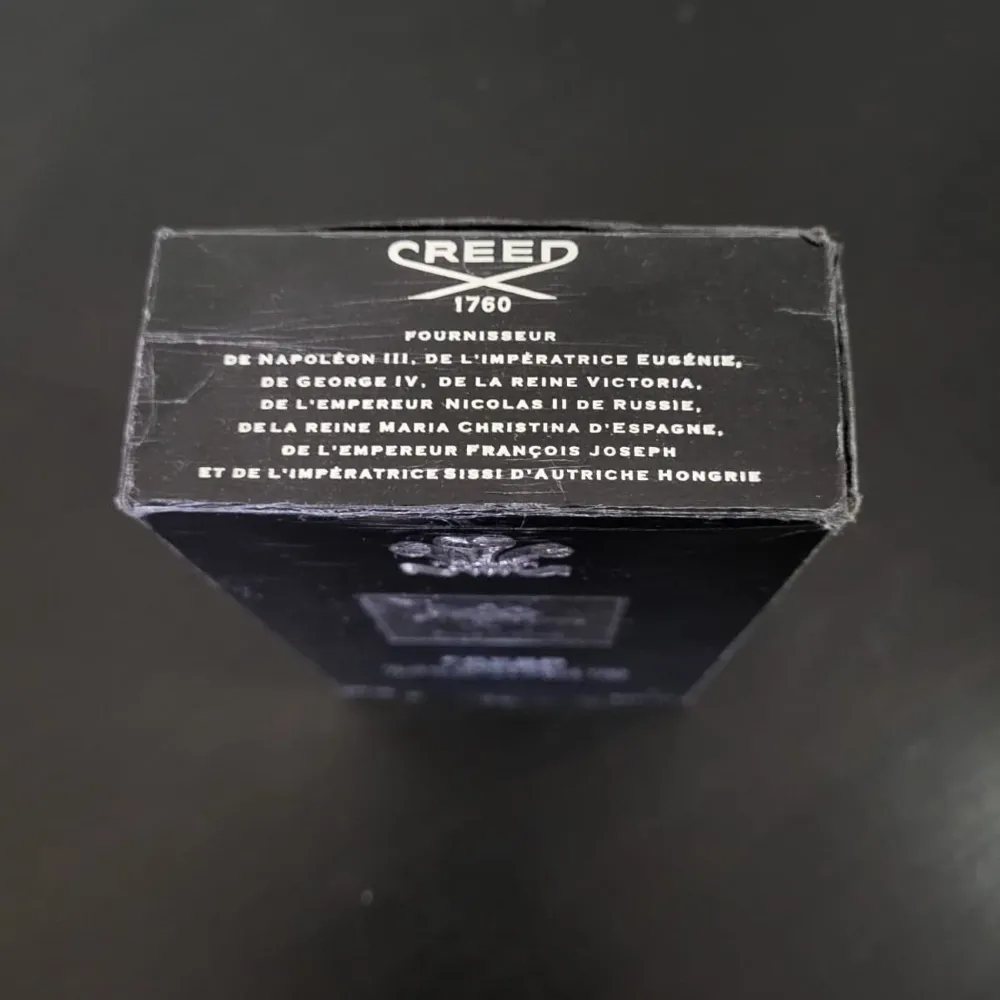 CREED
1760
FOURNISSEUR
DE NAPOLÉON III, DE L'IMPÉRATRICE EUGÉNIE,
DE GEORGE IV, DE LA REINE VICTORIA,
DE L'EMPEREUR NICOLAS II DE RUSSIE,
DE LA REINE MARIA CHRISTINA D'ESPAGNE,
DE L'EMPEREUR FRANÇOIS JOSEPH
ET DE L'IMPÉRATRICE SISSI D'AUTRICHE HONGRIE